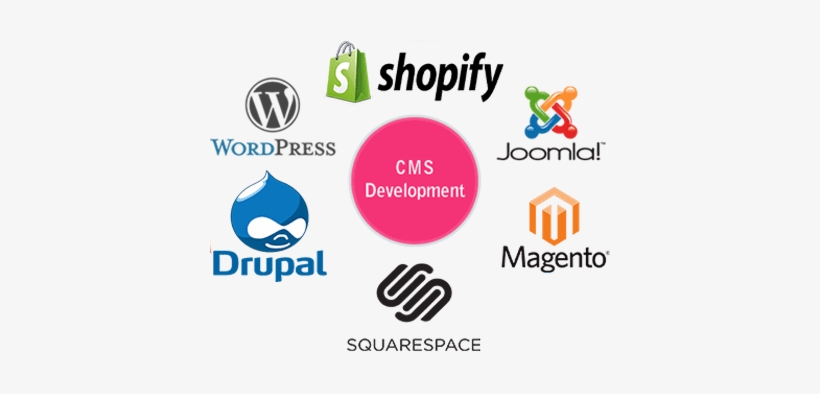 shopify
WORDPRESS
Joomla!
CMS
Development
Drupal
Magento®
SQUARESPACE